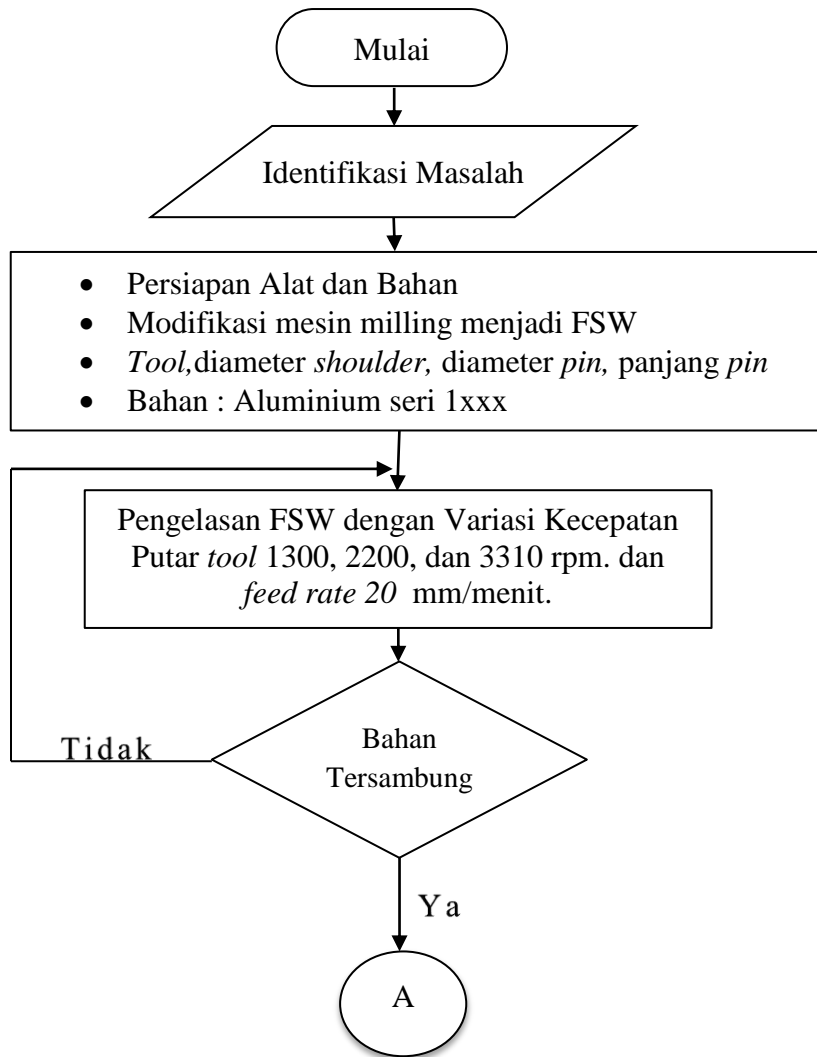 Mulai
Identifikasi Masalah
• Persiapan Alat dan Bahan
• Modifikasi mesin milling menjadi FSW
• Tool,diameter shoulder, diameter pin, panjang pin
• Bahan : Aluminium seri 1xxx
Pengelasan FSW dengan Variasi Kecepatan
Putar tool 1300, 2200, dan 3310 rpm. dan
feed rate 20 mm/menit.
Tidak
Bahan
Tersambung
Ya
A